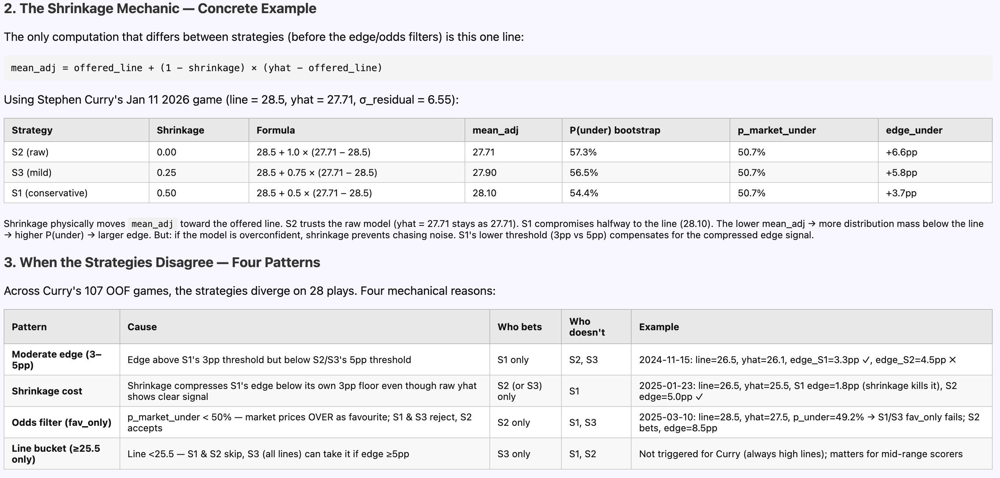 2. The Shrinkage Mechanic — Concrete Example
The only computation that differs between strategies (before the edge/odds filters) is this one line:
mean_adj = offered_line + (1 − shrinkage) × (yhat − offered_line)
Using Stephen Curry's Jan 11 2026 game (line = 28.5, yhat = 27.71, σ_residual = 6.55):
Strategy Shrinkage Formula mean_adj P(under) bootstrap p_market_under edge_under
S2 (raw) 0.00 28.5 + 1.0 × (27.71 − 28.5) 27.71 57.3% 50.7% +6.6pp
S3 (mild) 0.25 28.5 + 0.75 × (27.71 − 28.5) 27.90 56.5% 50.7% +5.8pp
S1 (conservative) 0.50 28.5 + 0.5 × (27.71 − 28.5) 28.10 54.4% 50.7% +3.7pp
Shrinkage physically moves mean_adj toward the offered line. S2 trusts the raw model (yhat = 27.71 stays as 27.71). S1 compromises halfway to the line (28.10). The lower mean_adj → more distribution mass below the line
→ higher P(under) → larger edge. But: if the model is overconfident, shrinkage prevents chasing noise. S1's lower threshold (3pp vs 5pp) compensates for the compressed edge signal.
3. When the Strategies Disagree — Four Patterns
Across Curry's 107 OOF games, the strategies diverge on 28 plays. Four mechanical reasons:
Pattern Cause Who bets Who
doesn't Example
Moderate edge (3–
5pp) Edge above S1's 3pp threshold but below S2/S3's 5pp threshold S1 only S2, S3 2024-11-15: line=26.5, yhat=26.1, edge_S1=3.3pp ✓, edge_S2=4.5pp ✕
Shrinkage cost Shrinkage compresses S1's edge below its own 3pp floor even though raw yhat
shows clear signal S2 (or S3)
only S1 2025-01-23: line=26.5, yhat=25.5, S1 edge=1.8pp (shrinkage kills it), S2
edge=5.0pp ✓
Odds filter (fav_only) p_market_under < 50% — market prices OVER as favourite; S1 & S3 reject, S2
accepts S2 only S1, S3 2025-03-10: line=28.5, yhat=27.5, p_under=49.2% → S1/S3 fav_only fails; S2
bets, edge=8.5pp
Line bucket (≥25.5
only) Line <25.5 — S1 & S2 skip, S3 (all lines) can take it if edge ≥5pp S3 only S1, S2 Not triggered for Curry (always high lines); matters for mid-range scorers